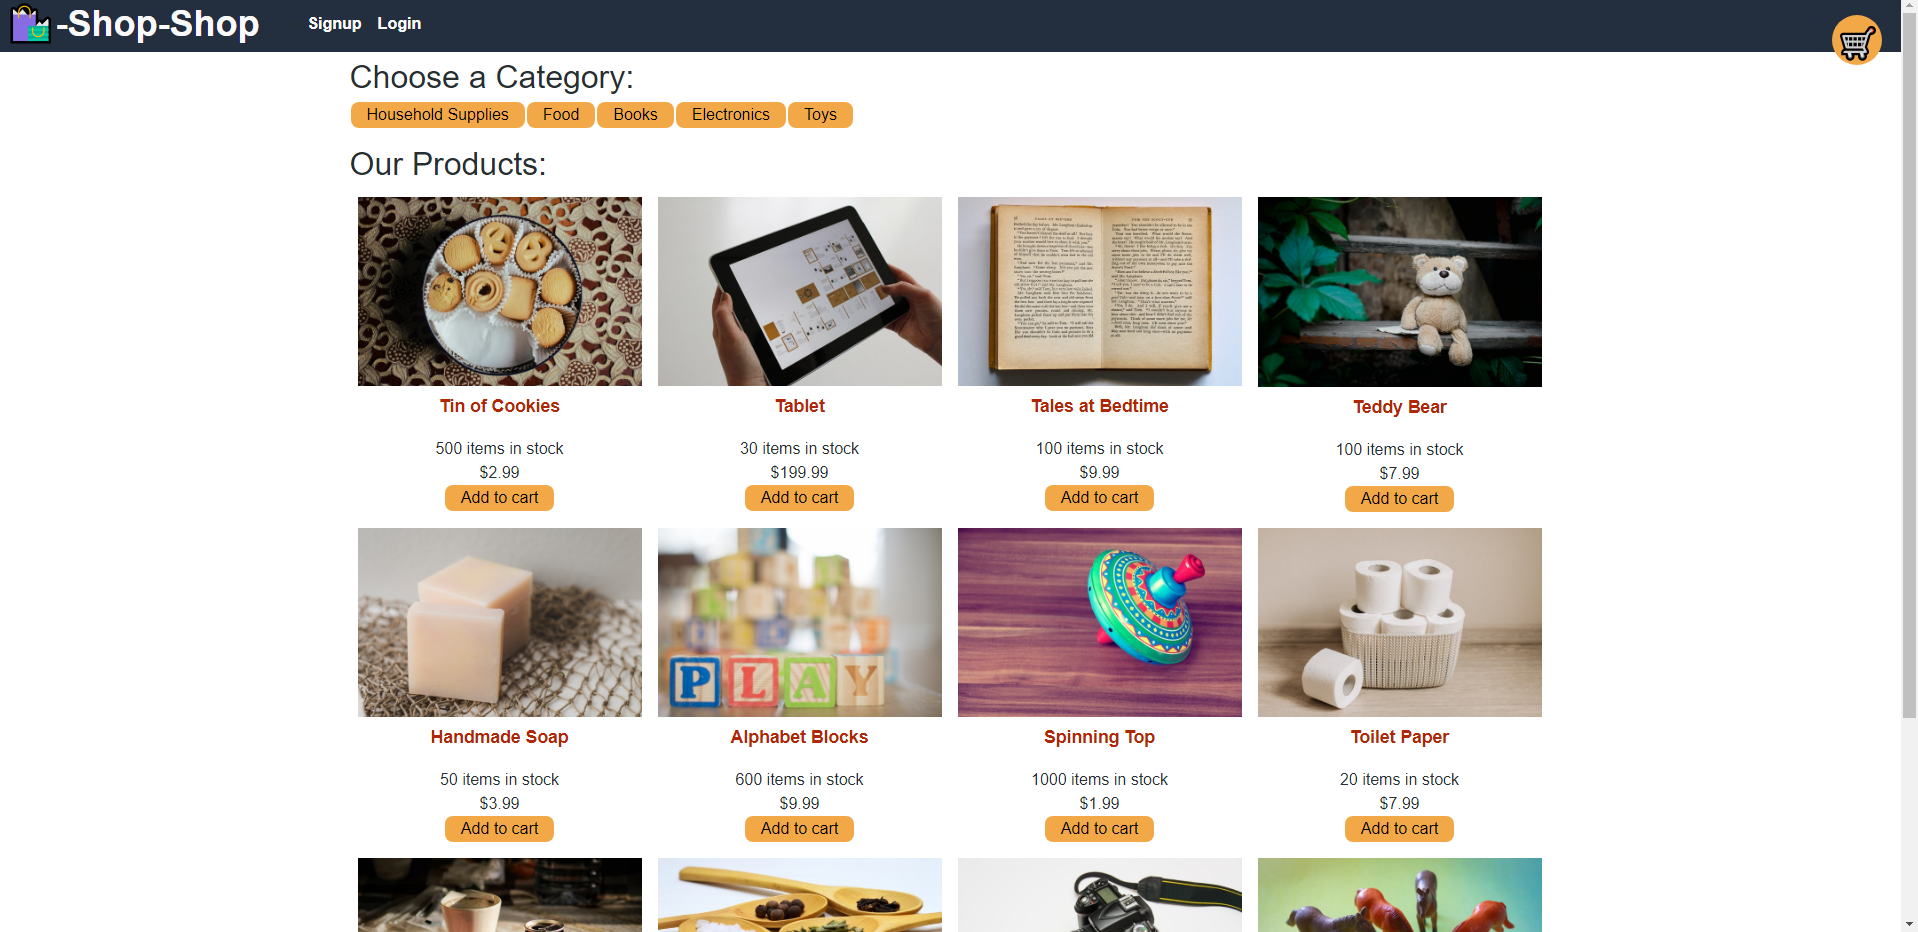 -Shop-Shop
Signup Login
Choose a Category:
Household Supplies Food Books Electronics Toys
Our Products:
Tin of Cookies
500 items in stock
$2.99
Add to cart
Tablet
30 items in stock
$199.99
Add to cart
Tales at Bedtime
100 items in stock
$9.99
Add to cart
Teddy Bear
100 items in stock
$7.99
Add to cart
Handmade Soap
50 items in stock
$3.99
Add to cart
PLAY
Alphabet Blocks
600 items in stock
$9.99
Add to cart
Spinning Top
1000 items in stock
$1.99
Add to cart
Toilet Paper
20 items in stock
$7.99
Add to cart